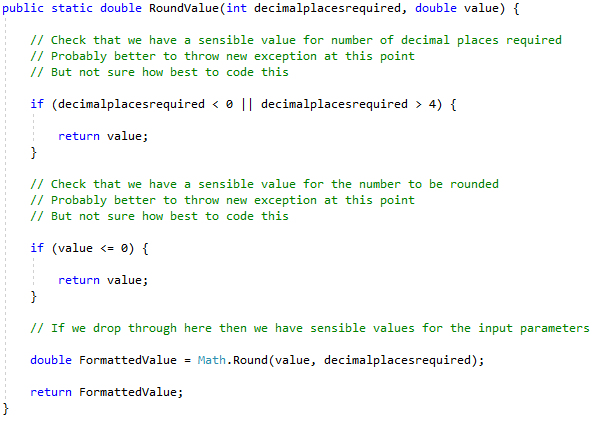 public static double RoundValue(int decimalplacesrequired, double value) {
// Check that we have a sensible value for number of decimal places required
// Probably better to throw new exception at this point
// But not sure how best to code this
if (decimalplacesrequired < 0 || decimalplacesrequired > 4) {
return value;
}
// Check that we have a sensible value for the number to be rounded
// Probably better to throw new exception at this point
// But not sure how best to code this
if (value <= 0) {
return value;
}
// If we drop through here then we have sensible values for the input parameters
double FormattedValue = Math.Round(value, decimalplacesrequired);
return FormattedValue;
}